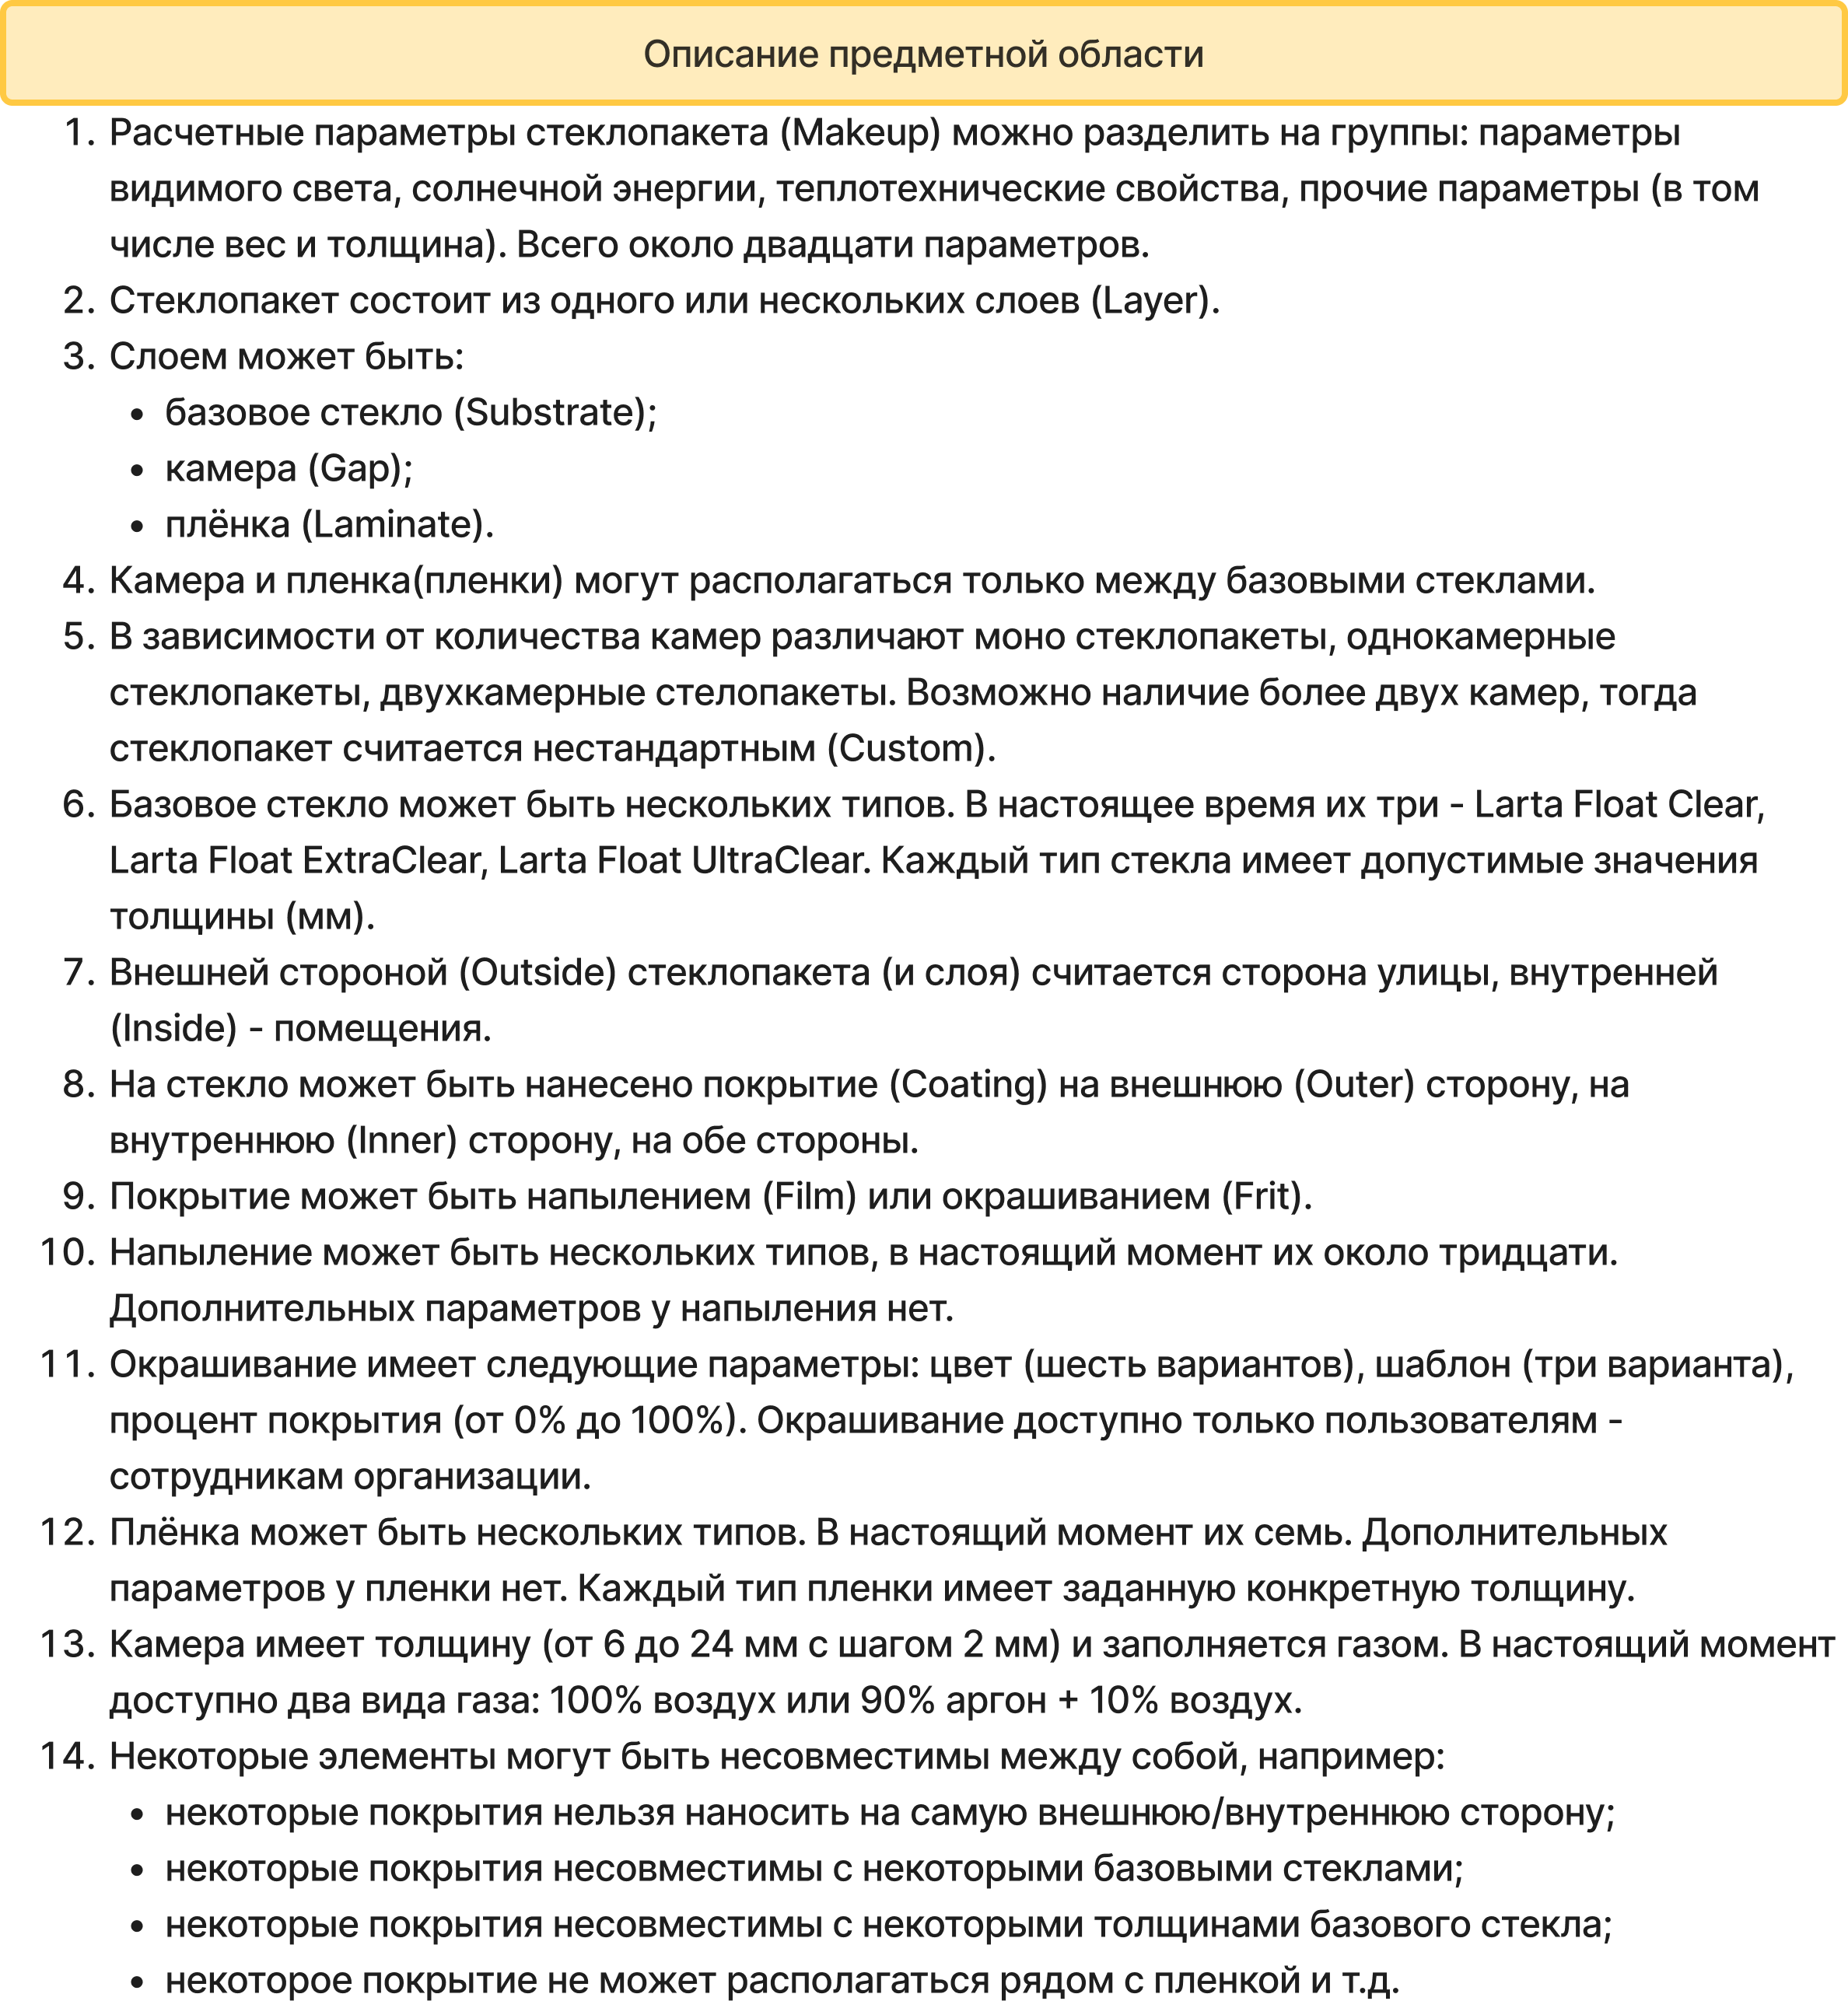 Описание предметной области
1. Расчетные параметры стеклопакета (Makeup) можно разделить на группы: параметры
видимого света, солнечной энергии, теплотехнические свойства, прочие параметры (в том
числе вес и толщина). Всего около двадцати параметров.
2. Стеклопакет состоит из одного или нескольких слоев (Layer).
3. Слоем может быть:
• базовое стекло (Substrate);
• камера (Gap);
• плёнка (Laminate).
4. Камера и пленка(пленки) могут располагаться только между базовыми стеклами.
5. В зависимости от количества камер различают моно стеклопакеты, однокамерные
стеклопакеты, двухкамерные стелопакеты. Возможно наличие более двух камер, тогда
стеклопакет считается нестандартным (Custom).
6. Базовое стекло может быть нескольких типов. В настоящее время их три - Larta Float Clear,
Larta Float ExtraClear, Larta Float UltraClear. Каждый тип стекла имеет допустимые значения
толщины (мм).
7. Внешней стороной (Outside) стеклопакета (и слоя) считается сторона улицы, внутренней
(Inside) - помещения.
8. На стекло может быть нанесено покрытие (Coating) на внешнюю (Outer) сторону, на
внутреннюю (Inner) сторону, на обе стороны.
9. Покрытие может быть напылением (Film) или окрашиванием (Frit).
10. Напыление может быть нескольких типов, в настоящий момент их около тридцати.
Дополнительных параметров у напыления нет.
11. Окрашивание имеет следующие параметры: цвет (шесть вариантов), шаблон (три варианта),
процент покрытия (от 0% до 100%). Окрашивание доступно только пользователям -
сотрудникам организации.
12. Плёнка может быть нескольких типов. В настоящий момент их семь. Дополнительных
параметров у пленки нет. Каждый тип пленки имеет заданную конкретную толщину.
13. Камера имеет толщину (от 6 до 24 мм с шагом 2 мм) и заполняется газом. В настоящий момент
доступно два вида газа: 100% воздух или 90% аргон + 10% воздух.
14. Некоторые элементы могут быть несовместимы между собой, например:
• некоторые покрытия нельзя наносить на самую внешнюю/внутреннюю сторону;
• некоторые покрытия несовместимы с некоторыми базовыми стеклами;
• некоторые покрытия несовместимы с некоторыми толщинами базового стекла;
• некоторое покрытие не может располагаться рядом с пленкой и т.д.